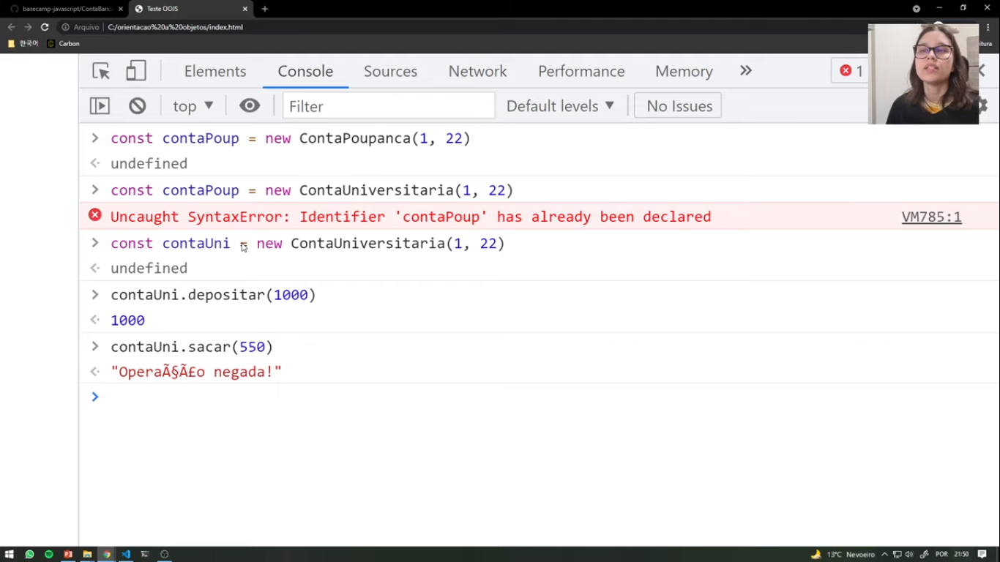 basecamp-javascript/ContaBanc
Teste OOJS
Arquivo C:/orientacao%20a%20objetos/index.html
한국어 Carbon
Elements Console Sources Network Performance Memory 1
top Filter Default levels No Issues
const contaPoup = new ContaPoupanca(1, 22)
undefined
const contaPoup = new ContaUniversitaria(1, 22)
Uncaught SyntaxError: Identifier 'contaPoup' has already been declared VM785:1
const contaUni = new ContaUniversitaria(1, 22)
undefined
contaUni.depositar(1000)
1000
contaUni.sacar(550)
"OperaÃ§Ã£o negada!"
13°C Nevoeiro POR 21:50